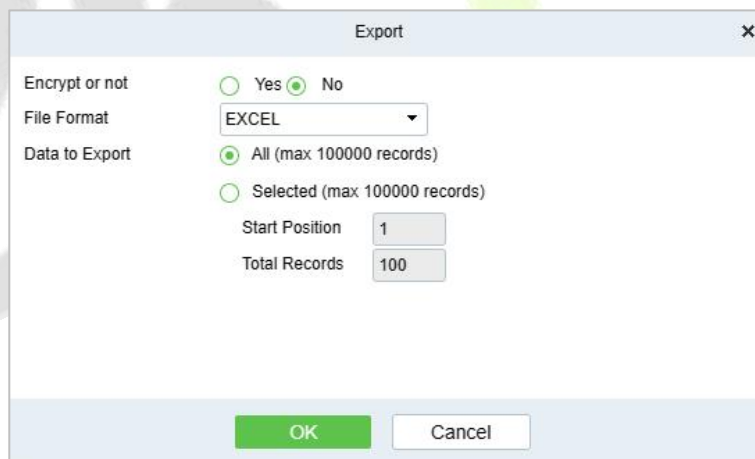 Export
Encrypt or not Yes No
File Format EXCEL
Data to Export All (max 100000 records)
Selected (max 100000 records)
Start Position 1
Total Records 100
OK Cancel